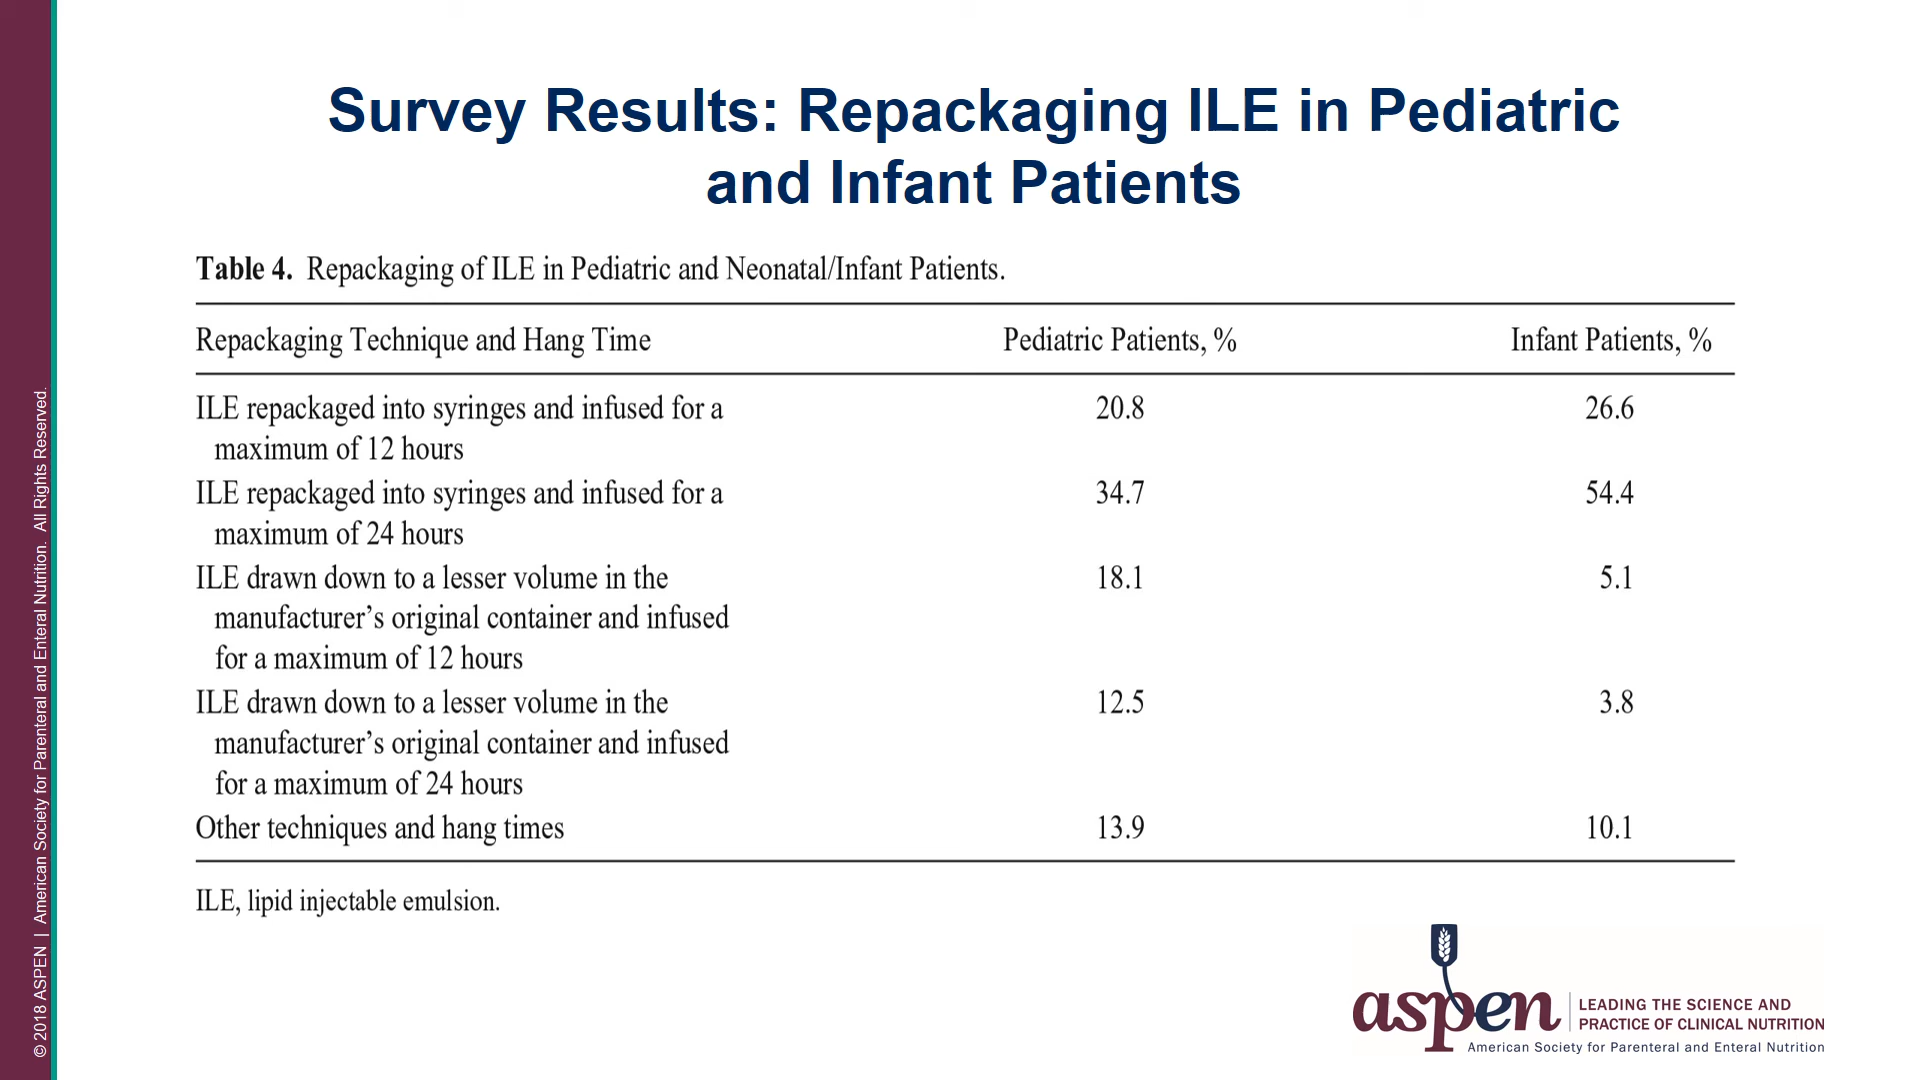 Survey Results: Repackaging ILE in Pediatric
and Infant Patients
Table 4. Repackaging of ILE in Pediatric and Neonatal/Infant Patients.
Repackaging Technique and Hang Time Pediatric Patients, % Infant Patients, %
ILE repackaged into syringes and infused for a 20.8 26.6
maximum of 12 hours
ILE repackaged into syringes and infused for a 34.7 54.4
maximum of 24 hours
ILE drawn down to a lesser volume in the 18.1 5.1
manufacturer’s original container and infused
for a maximum of 12 hours
ILE drawn down to a lesser volume in the 12.5 3.8
manufacturer’s original container and infused
for a maximum of 24 hours
Other techniques and hang times 13.9 10.1
ILE, lipid injectable emulsion.
© 2018 ASPEN | American Society for Parenteral and Enteral Nutrition. All Rights Reserved.
aspen
LEADING THE SCIENCE AND
PRACTICE OF CLINICAL NUTRITION
American Society for Parenteral and Enteral Nutrition